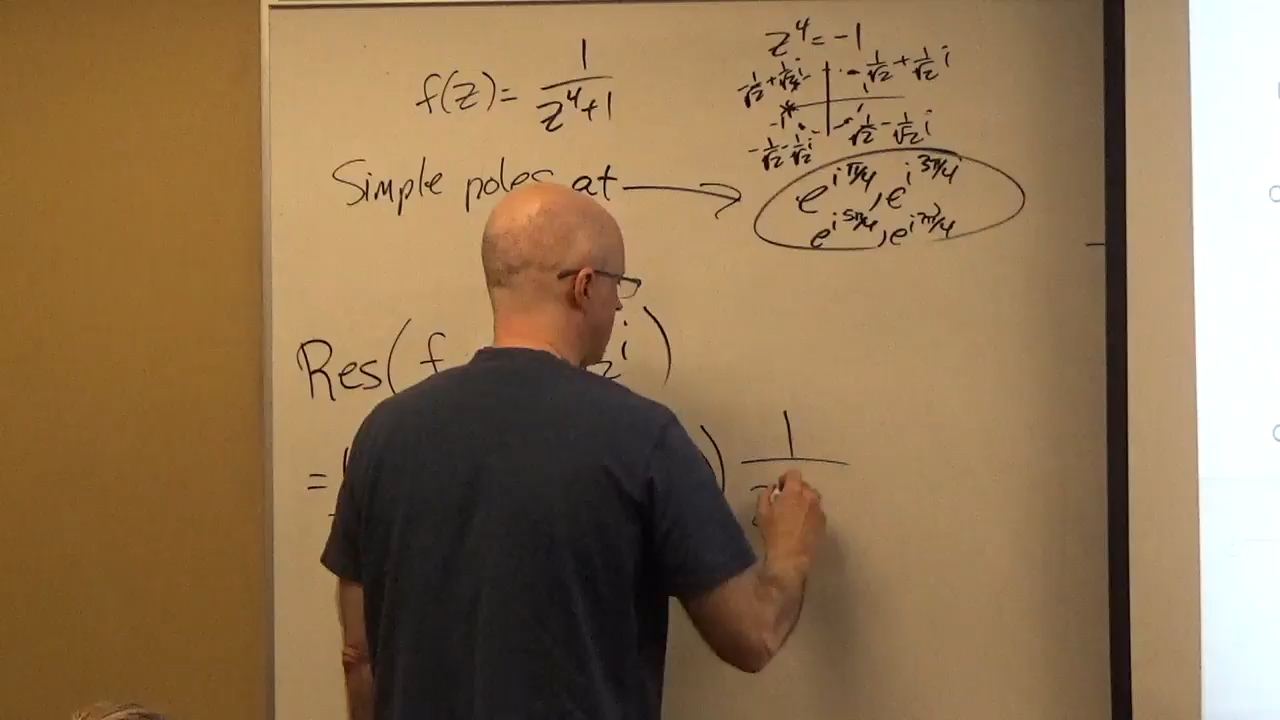 f(z) = 1/(z⁴+1)
z⁴ = -1
-1/√2 + 1/√2 i
1/√2 + 1/√2 i
-1
-1/√2 - 1/√2 i
1/√2 - 1/√2 i
Simple poles at →
e^{iπ/4}, e^{i3π/4}
e^{i5π/4}, e^{i7π/4}
Res(f i)
= ) 1/